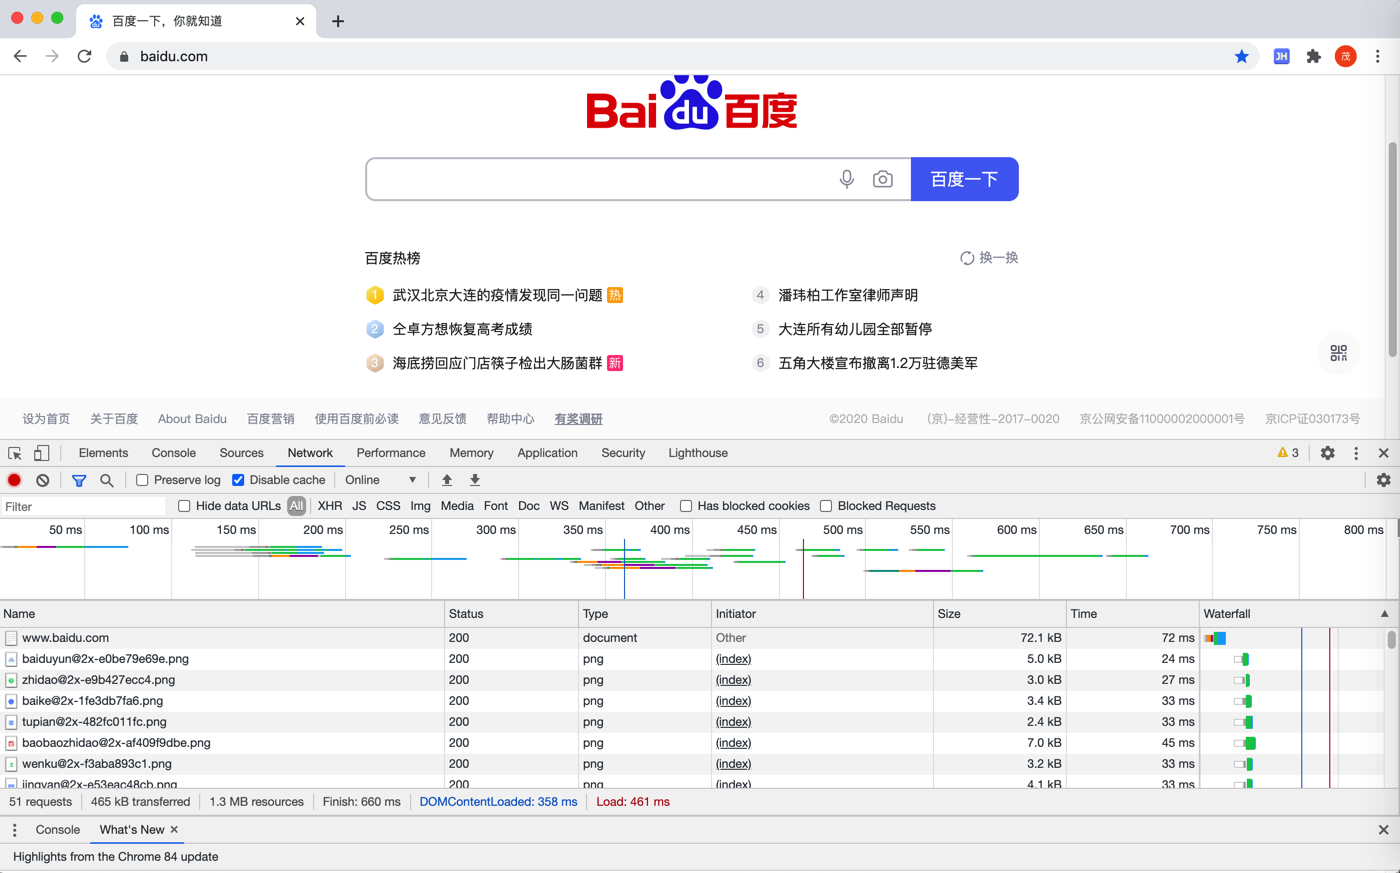 百度一下，你就知道
baidu.com
JH
茂
Bai du 百度
百度一下
百度热榜
换一换
1 武汉北京大连的疫情发现同一问题 热
4 潘玮柏工作室律师声明
2 仝卓方想恢复高考成绩
5 大连所有幼儿园全部暂停
3 海底捞回应门店筷子检出大肠菌群 新
6 五角大楼宣布撤离1.2万驻德美军
设为首页 关于百度 About Baidu 百度营销 使用百度前必读 意见反馈 帮助中心 有奖调研 ©2020 Baidu (京)-经营性-2017-0020 京公网安备11000002000001号 京ICP证030173号
Elements Console Sources Network Performance Memory Application Security Lighthouse 3
Preserve log Disable cache Online
Filter Hide data URLs All XHR JS CSS Img Media Font Doc WS Manifest Other Has blocked cookies Blocked Requests
50 ms 100 ms 150 ms 200 ms 250 ms 300 ms 350 ms 400 ms 450 ms 500 ms 550 ms 600 ms 650 ms 700 ms 750 ms 800 ms
Name Status Type Initiator Size Time Waterfall
www.baidu.com 200 document Other 72.1 kB 72 ms
baiduyun@2x-e0be79e69e.png 200 png (index) 5.0 kB 24 ms
zhidao@2x-e9b427ecc4.png 200 png (index) 3.0 kB 27 ms
baike@2x-1fe3db7fa6.png 200 png (index) 3.4 kB 33 ms
tupian@2x-482fc011fc.png 200 png (index) 2.4 kB 33 ms
baobaozhidao@2x-af409f9dbe.png 200 png (index) 7.0 kB 45 ms
wenku@2x-f3aba893c1.png 200 png (index) 3.2 kB 33 ms
jingyan@2x-e53eac48cb.png 200 png (index) 4.1 kB 33 ms
51 requests 465 kB transferred 1.3 MB resources Finish: 660 ms DOMContentLoaded: 358 ms Load: 461 ms
Console What's New
Highlights from the Chrome 84 update